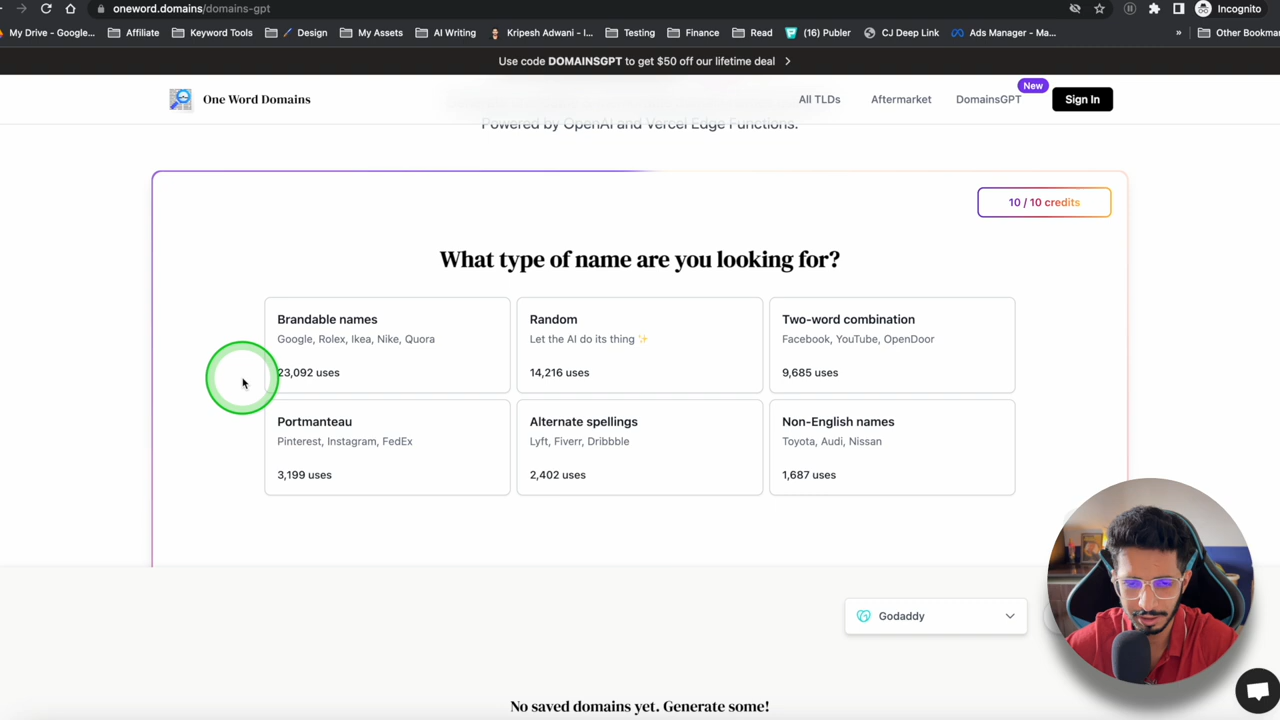 oneword.domains/domains-gpt
Incognito
My Drive - Google...
Affiliate
Keyword Tools
Design
My Assets
AI Writing
Kripesh Adwani - I...
Testing
Finance
Read
(16) Publer
CJ Deep Link
Ads Manager - Ma...
»
Other Bookmar
Use code DOMAINSGPT to get $50 off our lifetime deal
One Word Domains
All TLDs
Aftermarket
DomainsGPT
New
Sign In
Powered by OpenAI and Vercel Edge Functions.
10 / 10 credits
What type of name are you looking for?
Brandable names
Google, Rolex, Ikea, Nike, Quora
23,092 uses
Random
Let the AI do its thing ✨
14,216 uses
Two-word combination
Facebook, YouTube, OpenDoor
9,685 uses
Portmanteau
Pinterest, Instagram, FedEx
3,199 uses
Alternate spellings
Lyft, Fiverr, Dribbble
2,402 uses
Non-English names
Toyota, Audi, Nissan
1,687 uses
Godaddy
No saved domains yet. Generate some!